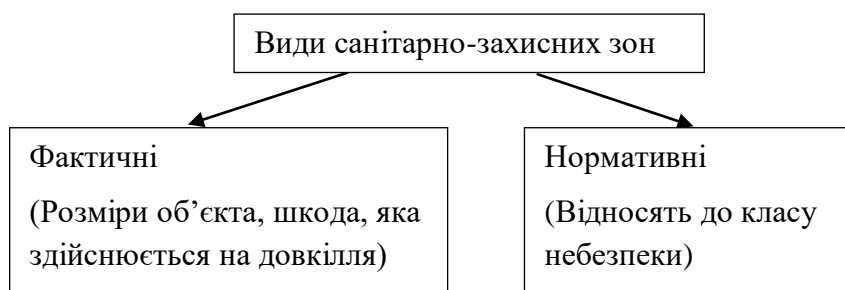 Види санітарно-захисних зон
Фактичні
(Розміри об’єкта, шкода, яка
здійснюється на довкілля)
Нормативні
(Відносять до класу
небезпеки)